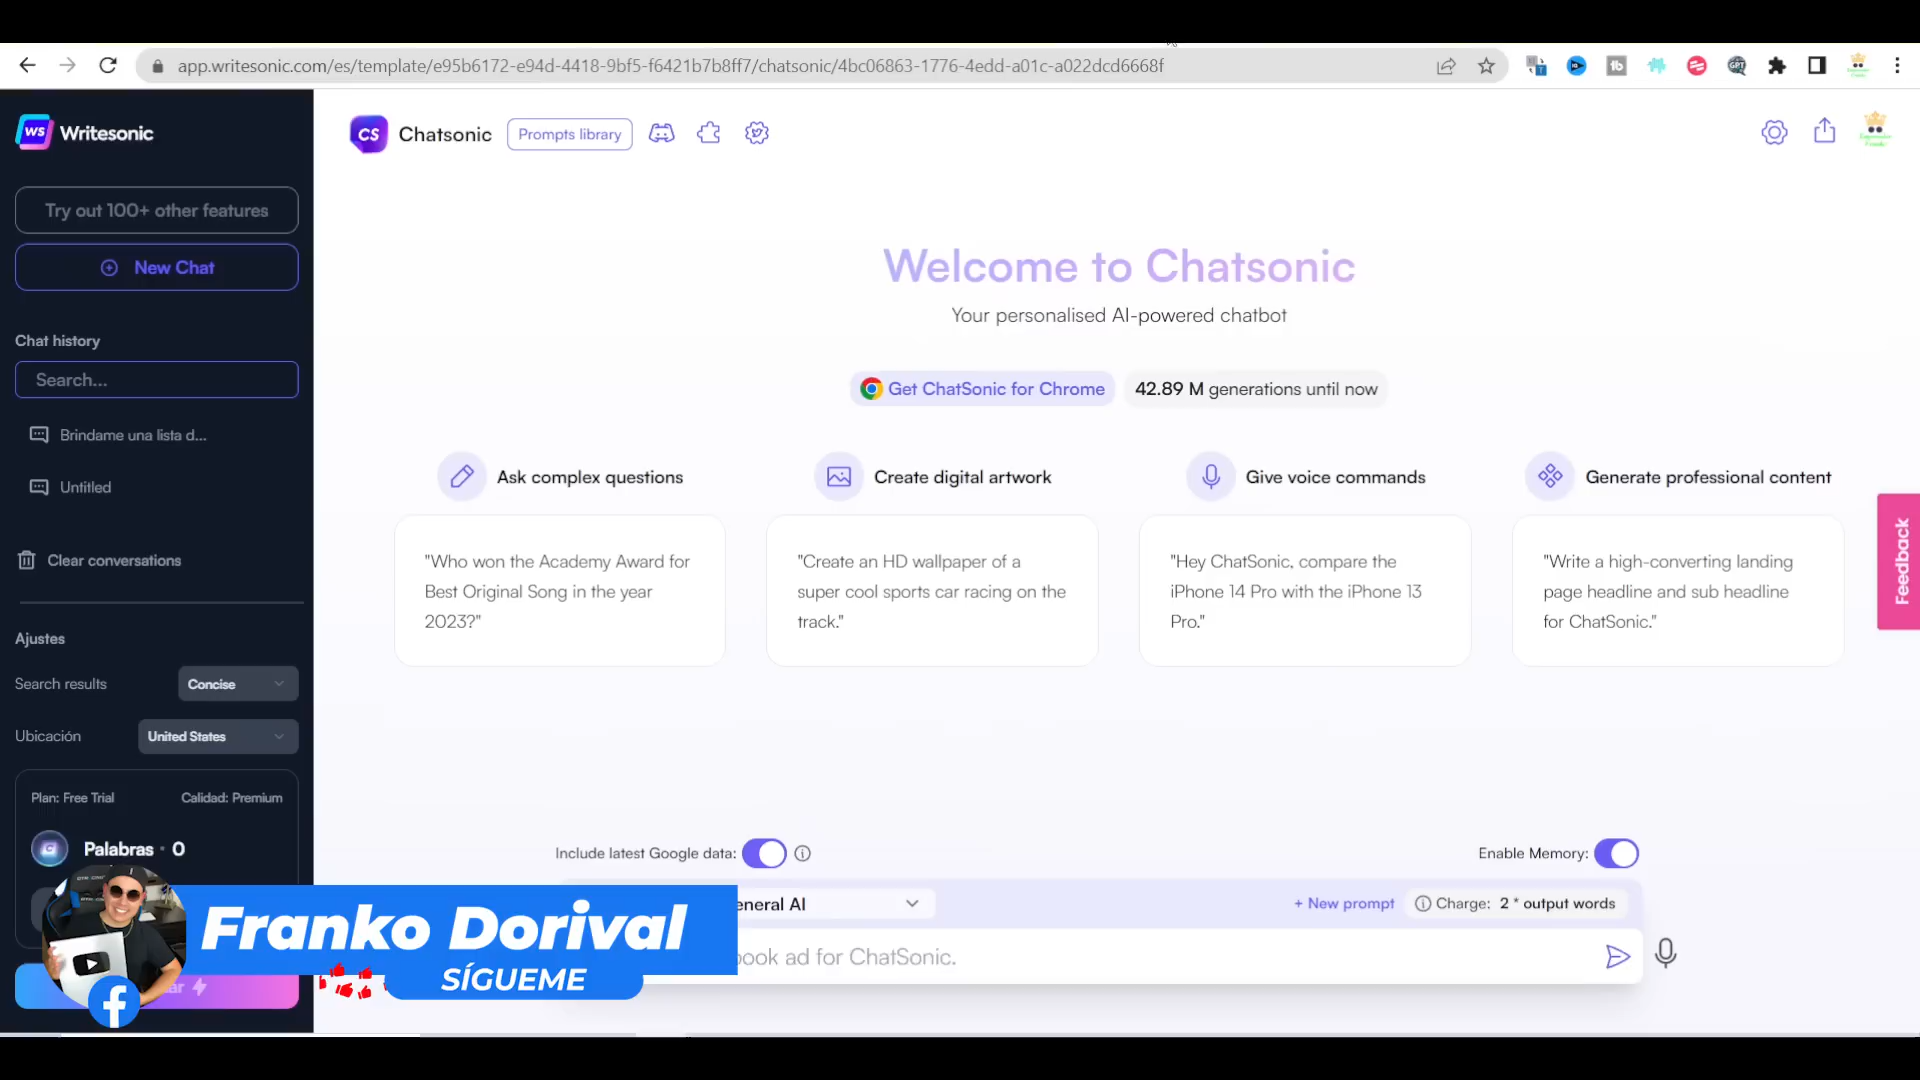 app.writesonic.com/es/template/e95b6172-e94d-4418-9bf5-f6421b7b8ff7/chatsonic/4bc06863-1776-4edd-a01c-a022dcd6668f
WS Writesonic
CS Chatsonic
Prompts library
Try out 100+ other features
New Chat
Welcome to Chatsonic
Your personalised AI-powered chatbot
Chat history
Search...
Get ChatSonic for Chrome
42.89 M generations until now
Brindame una lista d...
Untitled
Ask complex questions
Create digital artwork
Give voice commands
Generate professional content
"Who won the Academy Award for
Best Original Song in the year
2023?"
"Create an HD wallpaper of a
super cool sports car racing on the
track."
"Hey ChatSonic, compare the
iPhone 14 Pro with the iPhone 13
Pro."
"Write a high-converting landing
page headline and sub headline
for ChatSonic."
Feedback
Clear conversations
Ajustes
Search results
Concise
Ubicación
United States
Plan: Free Trial
Calidad: Premium
Palabras · 0
Include latest Google data:
Enable Memory:
eneral AI
+ New prompt
Charge: 2 * output words
ook ad for ChatSonic.
Franko Dorival
SÍGUEME